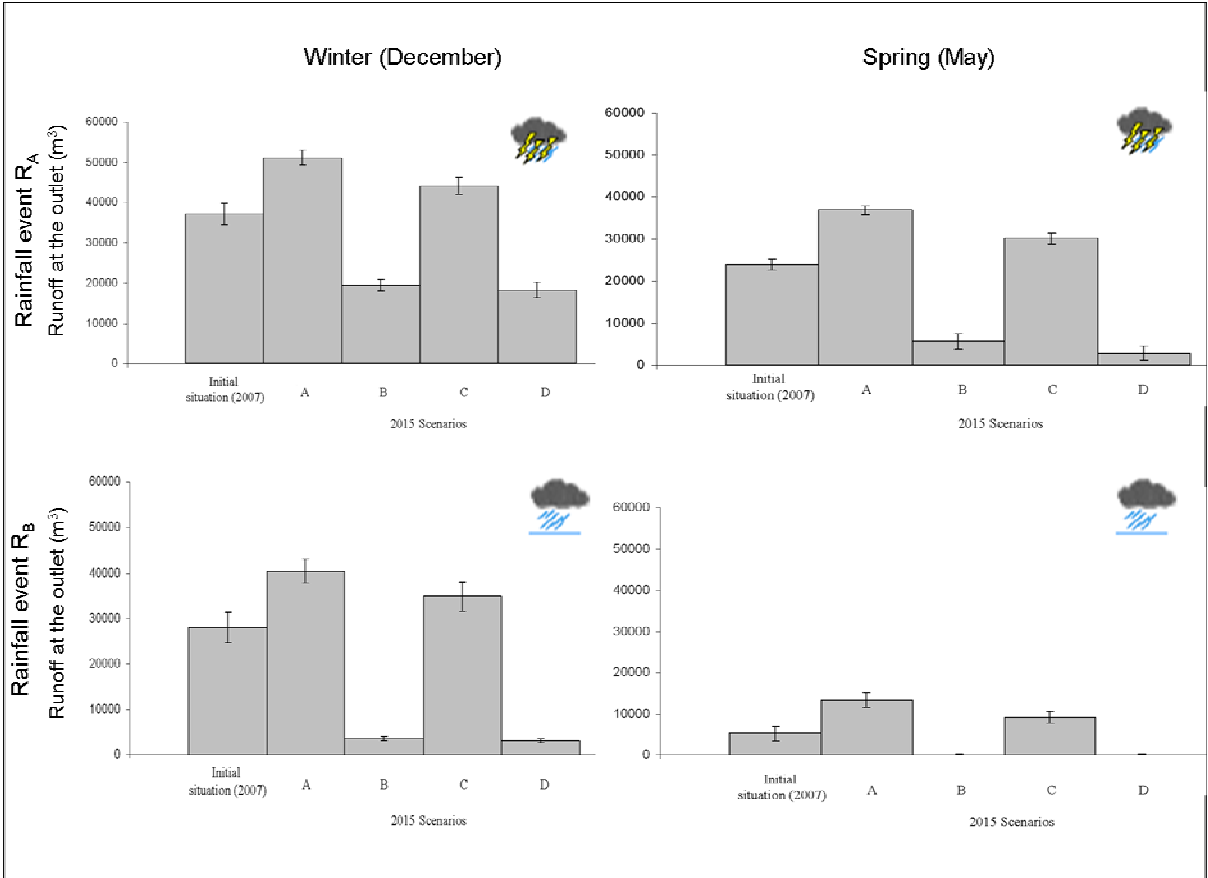 Winter (December)
Spring (May)
Rainfall event RA
Runoff at the outlet (m³)
60000
50000
40000
30000
20000
10000
0
Initial
situation (2007)
A
B
C
D
2015 Scenarios
60000
50000
40000
30000
20000
10000
0
Initial
situation (2007)
A
B
C
D
2015 Scenarios
Rainfall event RB
Runoff at the outlet (m³)
60000
50000
40000
30000
20000
10000
0
Initial
situation (2007)
A
B
C
D
2015 Scenarios
60000
50000
40000
30000
20000
10000
0
Initial
situation (2007)
A
B
C
D
2015 Scenarios